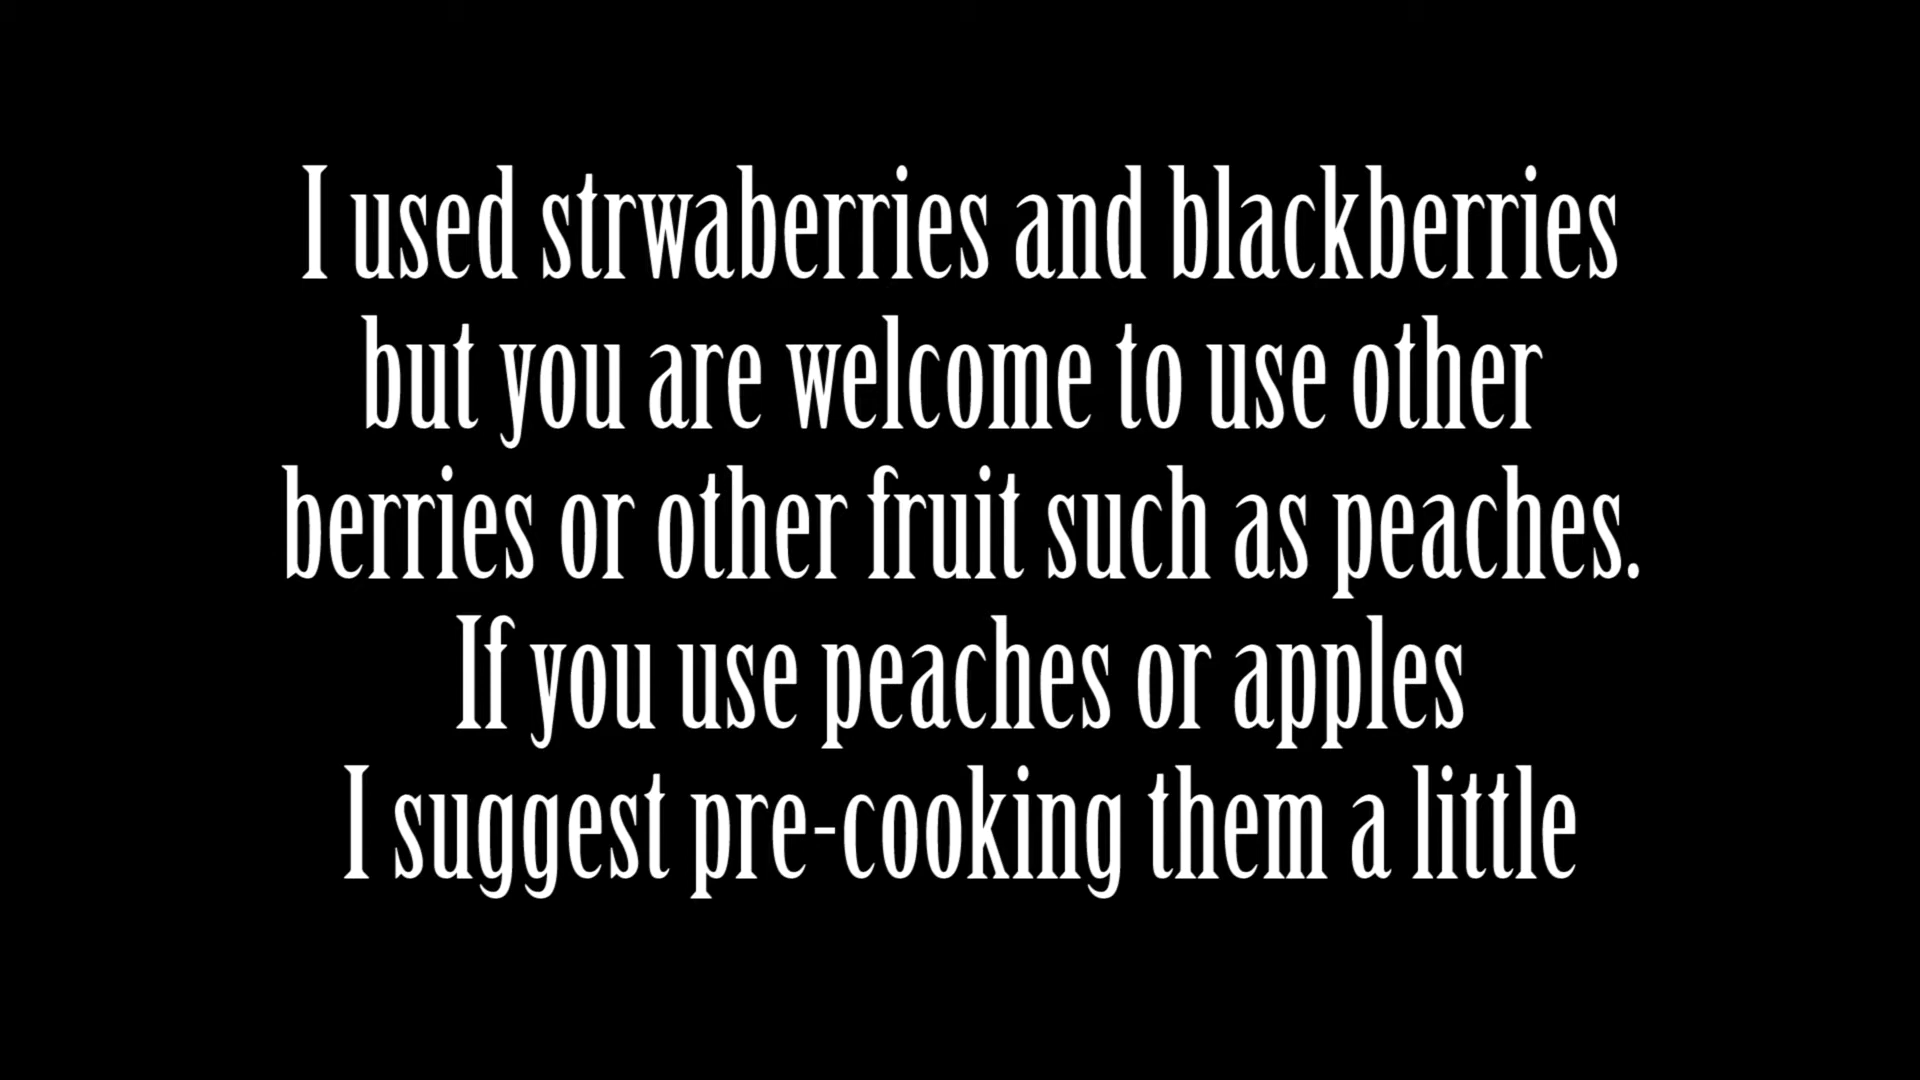 I used strwaberries and blackberries
but you are welcome to use other
berries or other fruit such as peaches.
If you use peaches or apples
I suggest pre-cooking them a little